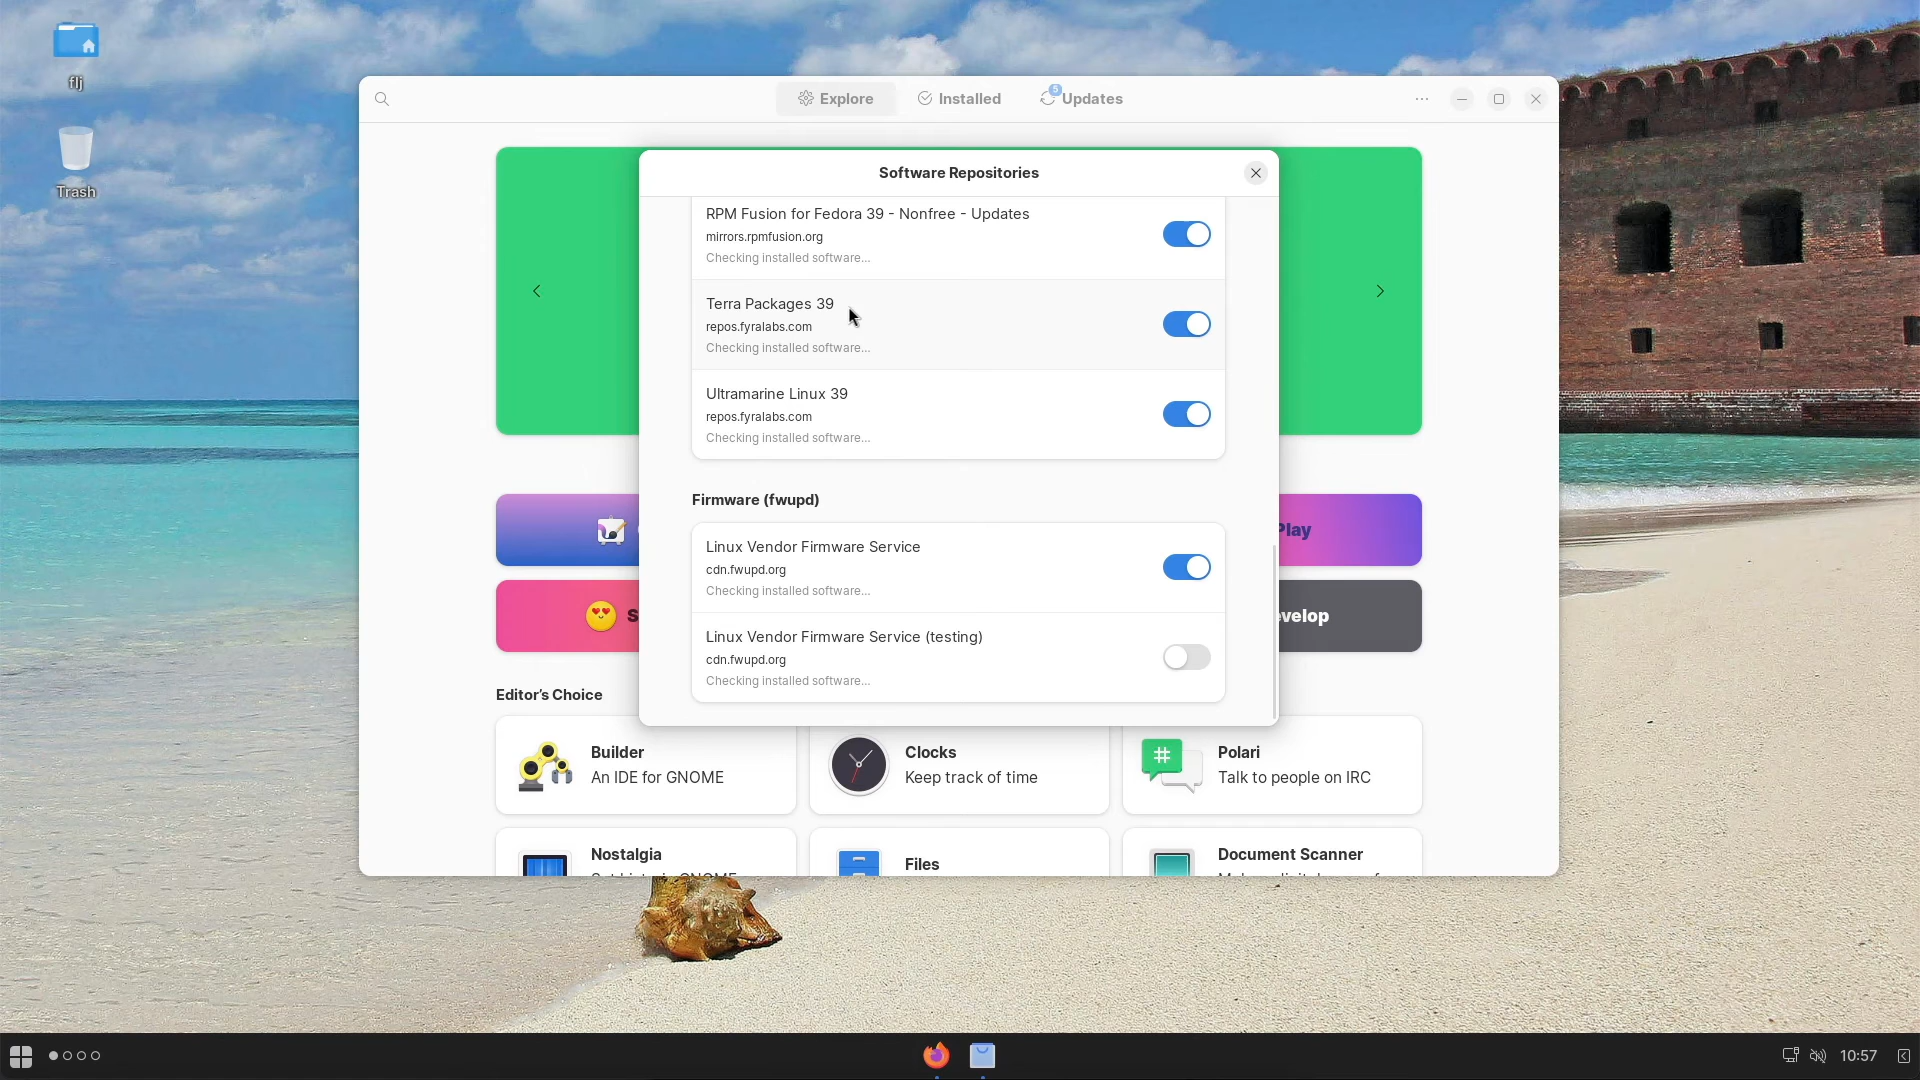 flj
Trash
Explore
Installed
5
Updates
Software Repositories
RPM Fusion for Fedora 39 - Nonfree - Updates
mirrors.rpmfusion.org
Checking installed software…
Terra Packages 39
repos.fyralabs.com
Checking installed software…
Ultramarine Linux 39
repos.fyralabs.com
Checking installed software…
Firmware (fwupd)
Linux Vendor Firmware Service
cdn.fwupd.org
Checking installed software…
Linux Vendor Firmware Service (testing)
cdn.fwupd.org
Checking installed software…
Play
S
evelop
Editor’s Choice
Builder
An IDE for GNOME
Clocks
Keep track of time
#
Polari
Talk to people on IRC
Nostalgia
Files
Document Scanner
10:57